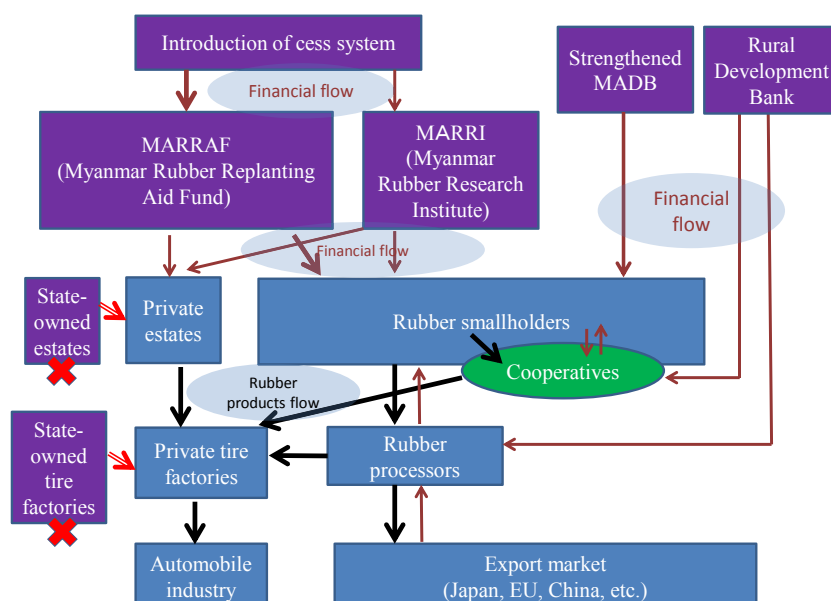 Introduction of cess system
Strengthened
MADB
Rural
Development
Bank
Financial flow
MARRAF
(Myanmar Rubber Replanting
Aid Fund)
MARRI
(Myanmar
Rubber Research
Institute)
Financial
flow
Financial flow
State-
owned
estates
Private
estates
Rubber smallholders
Cooperatives
Rubber
products flow
State-
owned
tire
factories
Private tire
factories
Rubber
processors
Automobile
industry
Export market
(Japan, EU, China, etc.)